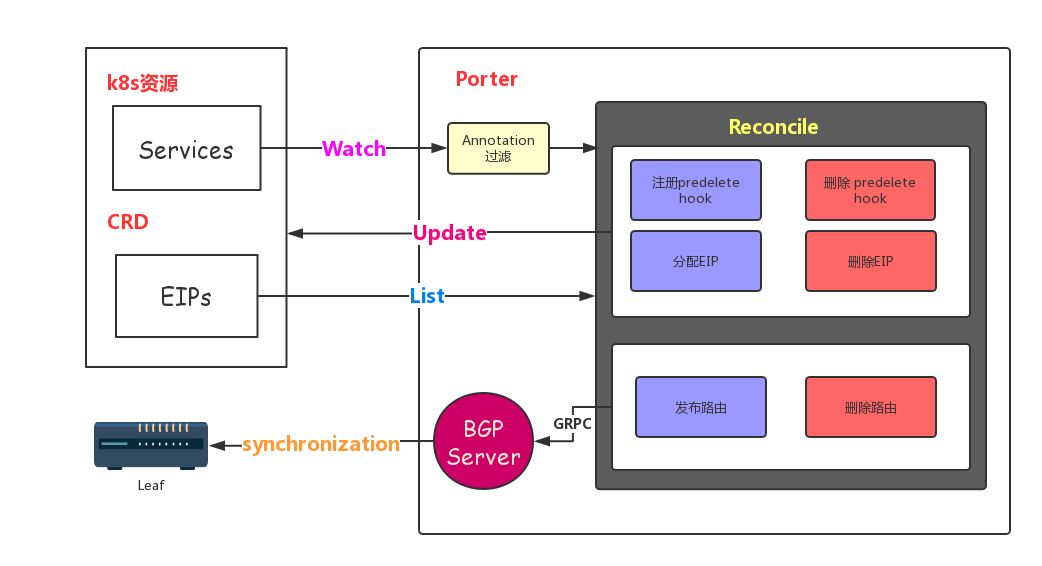 k8s资源
Services
CRD
EIPs
Watch
Update
List
Porter
Annotation
过滤
Reconcile
注册predelete
hook
删除 predelete
hook
分配EIP
删除EIP
发布路由
删除路由
GRPC
BGP
Server
synchronization
Leaf